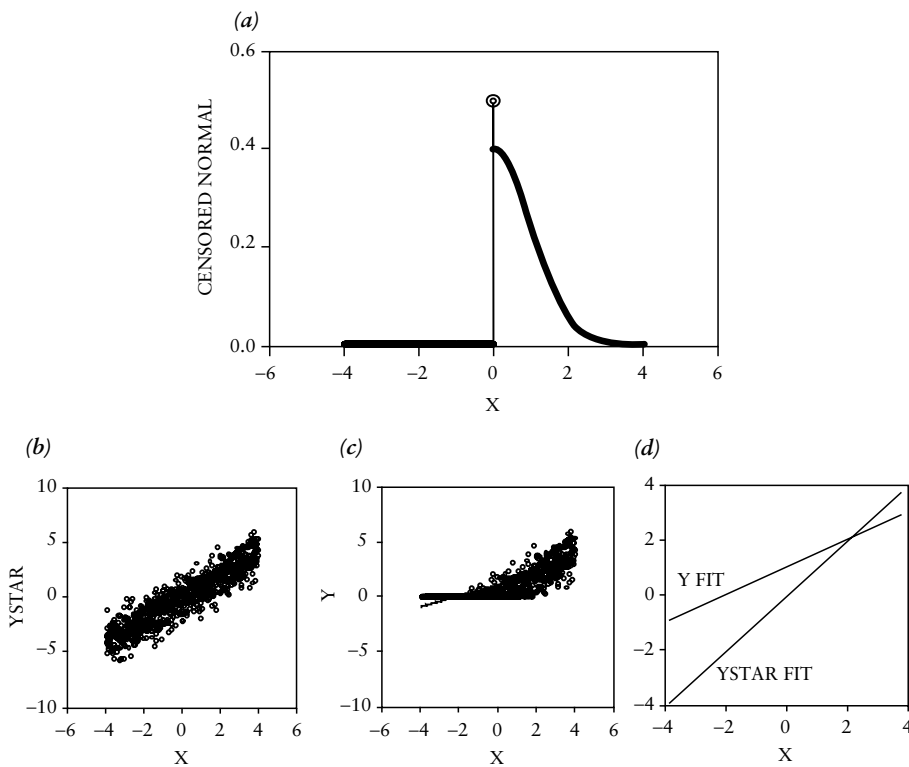 (a)
CENSORED NORMAL
0.6
0.4
0.2
0.0
−6 −4 −2 0 2 4 6
X
(b)
YSTAR
10
5
0
−5
−10
−6 −4 −2 0 2 4 6
X
(c)
Y
10
5
0
−5
−10
−6 −4 −2 0 2 4 6
X
(d)
4
2
0
−2
−4
Y FIT
YSTAR FIT
−4 −2 0 2 4
X